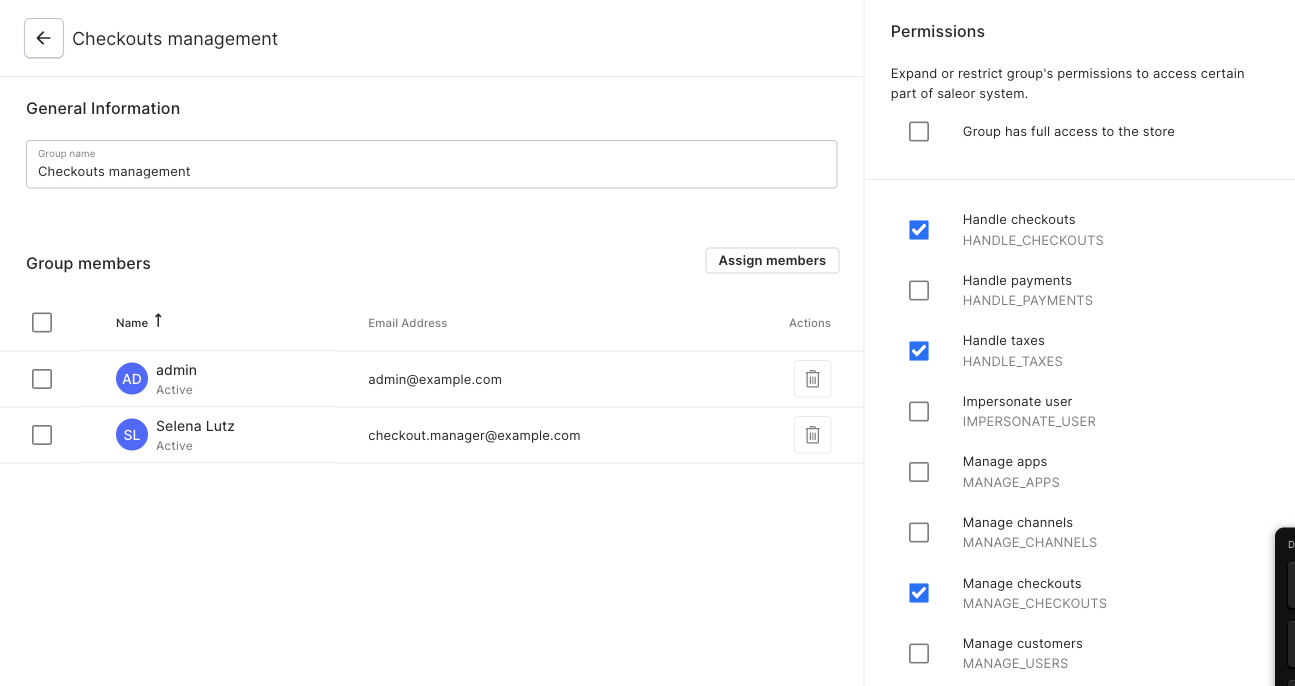 Checkouts management
General Information
Group name
Checkouts management
Group members
Assign members
Name
Email Address
Actions
AD
admin
Active
admin@example.com
SL
Selena Lutz
Active
checkout.manager@example.com
Permissions
Expand or restrict group's permissions to access certain
part of saleor system.
Group has full access to the store
Handle checkouts
HANDLE_CHECKOUTS
Handle payments
HANDLE_PAYMENTS
Handle taxes
HANDLE_TAXES
Impersonate user
IMPERSONATE_USER
Manage apps
MANAGE_APPS
Manage channels
MANAGE_CHANNELS
Manage checkouts
MANAGE_CHECKOUTS
Manage customers
MANAGE_USERS